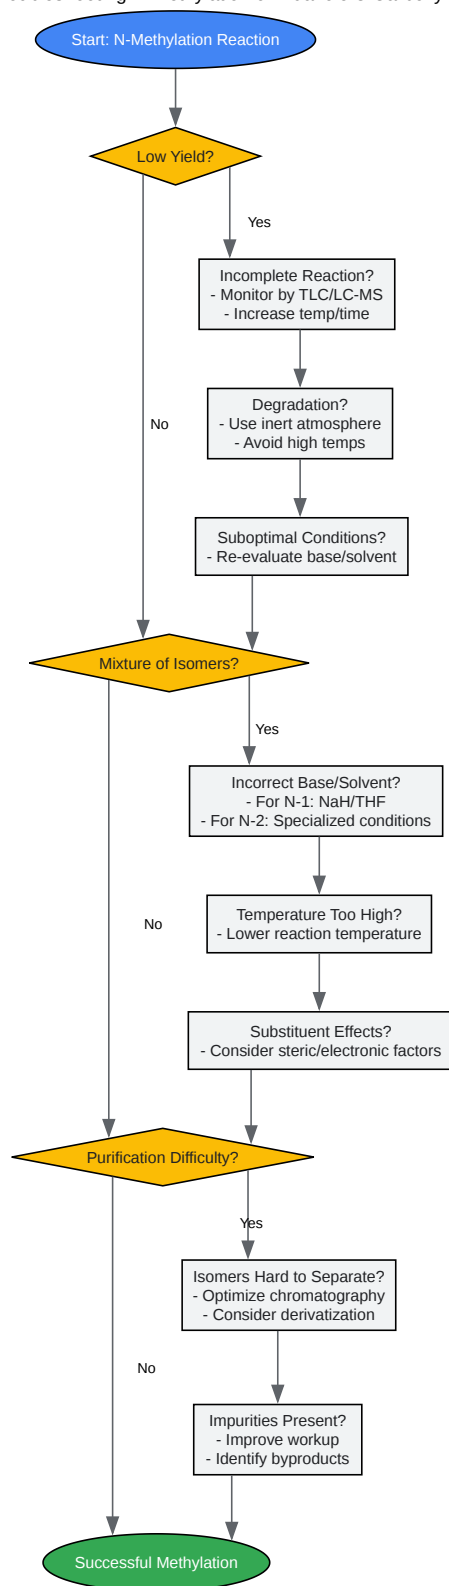 Start: N-Methylation Reaction
Low Yield?
Yes
Incomplete Reaction?
- Monitor by TLC/LC-MS
- Increase temp/time
Degradation?
- Use inert atmosphere
- Avoid high temps
No
Suboptimal Conditions?
- Re-evaluate base/solvent
Mixture of Isomers?
Yes
Incorrect Base/Solvent?
- For N-1: NaH/THF
- For N-2: Specialized conditions
Temperature Too High?
- Lower reaction temperature
No
Substituent Effects?
- Consider steric/electronic factors
Purification Difficulty?
Yes
Isomers Hard to Separate?
- Optimize chromatography
- Consider derivatization
No
Impurities Present?
- Improve workup
- Identify byproducts
Successful Methylation